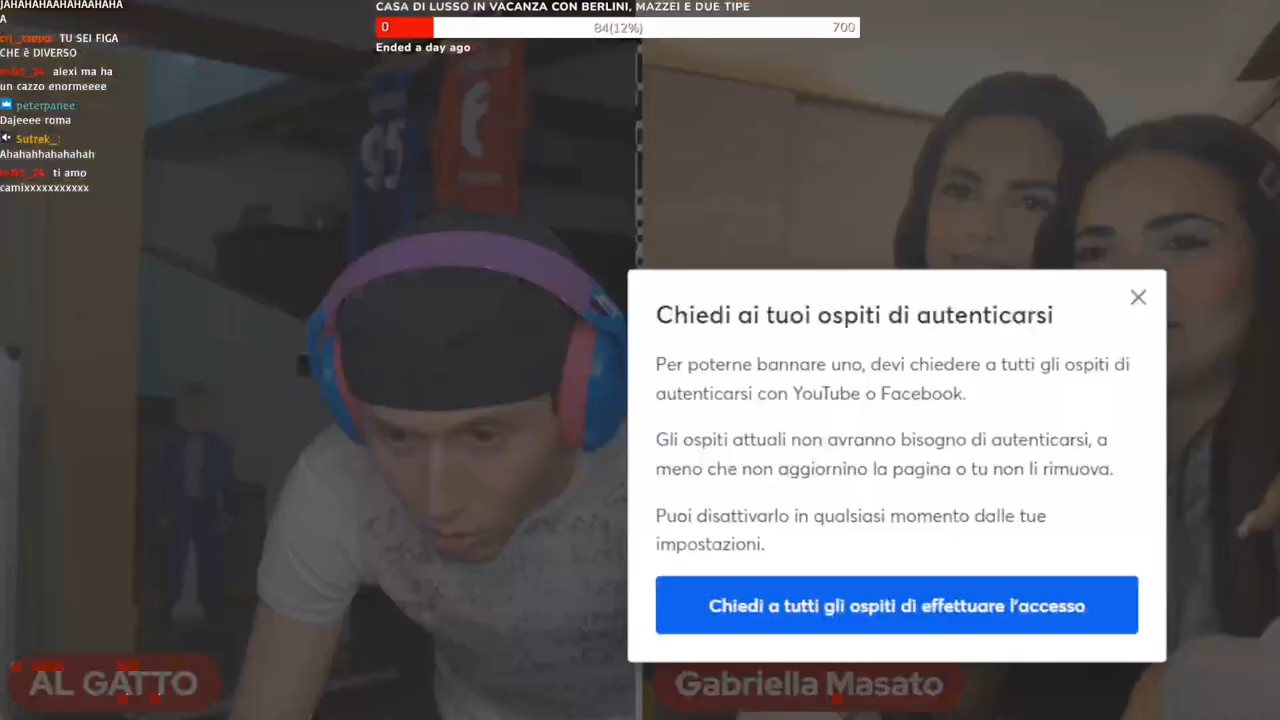 JAHAHAHAAHAHAAHAHA
A
TU SEI FIGA
CHE è DIVERSO
alexi ma ha
un cazzo enormeeee
peterpanee
Dajeeee roma
Sutrek_:
Ahahahhahahahah
ti amo
camixxxxxxxxxx
CASA DI LUSSO IN VACANZA CON BERLINI, MAZZEI E DUE TIPE
0 84(12%) 700
Ended a day ago
Chiedi ai tuoi ospiti di autenticarsi
Per poterne bannare uno, devi chiedere a tutti gli ospiti di
autenticarsi con YouTube o Facebook.
Gli ospiti attuali non avranno bisogno di autenticarsi, a
meno che non aggiornino la pagina o tu non li rimuova.
Puoi disattivarlo in qualsiasi momento dalle tue
impostazioni.
Chiedi a tutti gli ospiti di effettuare l'accesso
AL GATTO
Gabriella Masato